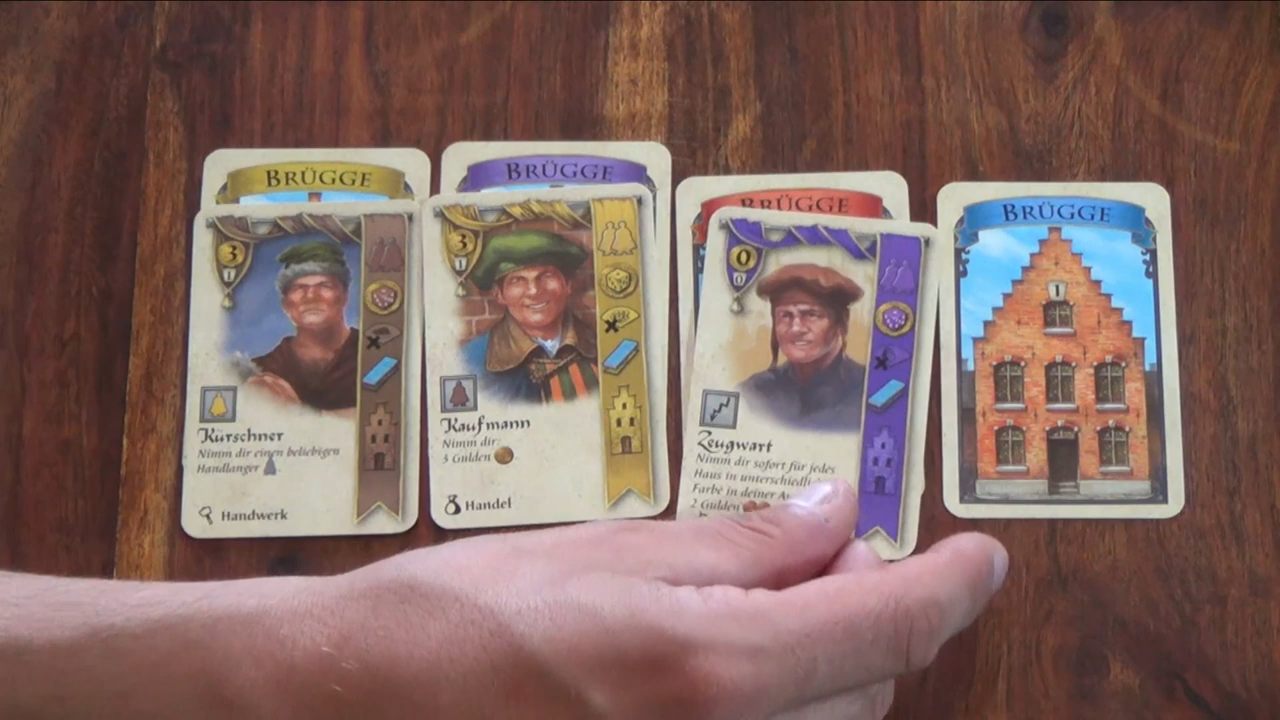 BRÜGGE
BRÜGGE
BRÜGGE
BRÜGGE
1
3
1
Kürschner
Nimm dir einen beliebigen
Handlanger
Handwerk
3
1
Kaufmann
Nimm dir:
3 Gulden
Handel
0
0
Zeugwart
Nimm dir sofort für jedes
Haus in
Farbe in deiner
2 Gulden